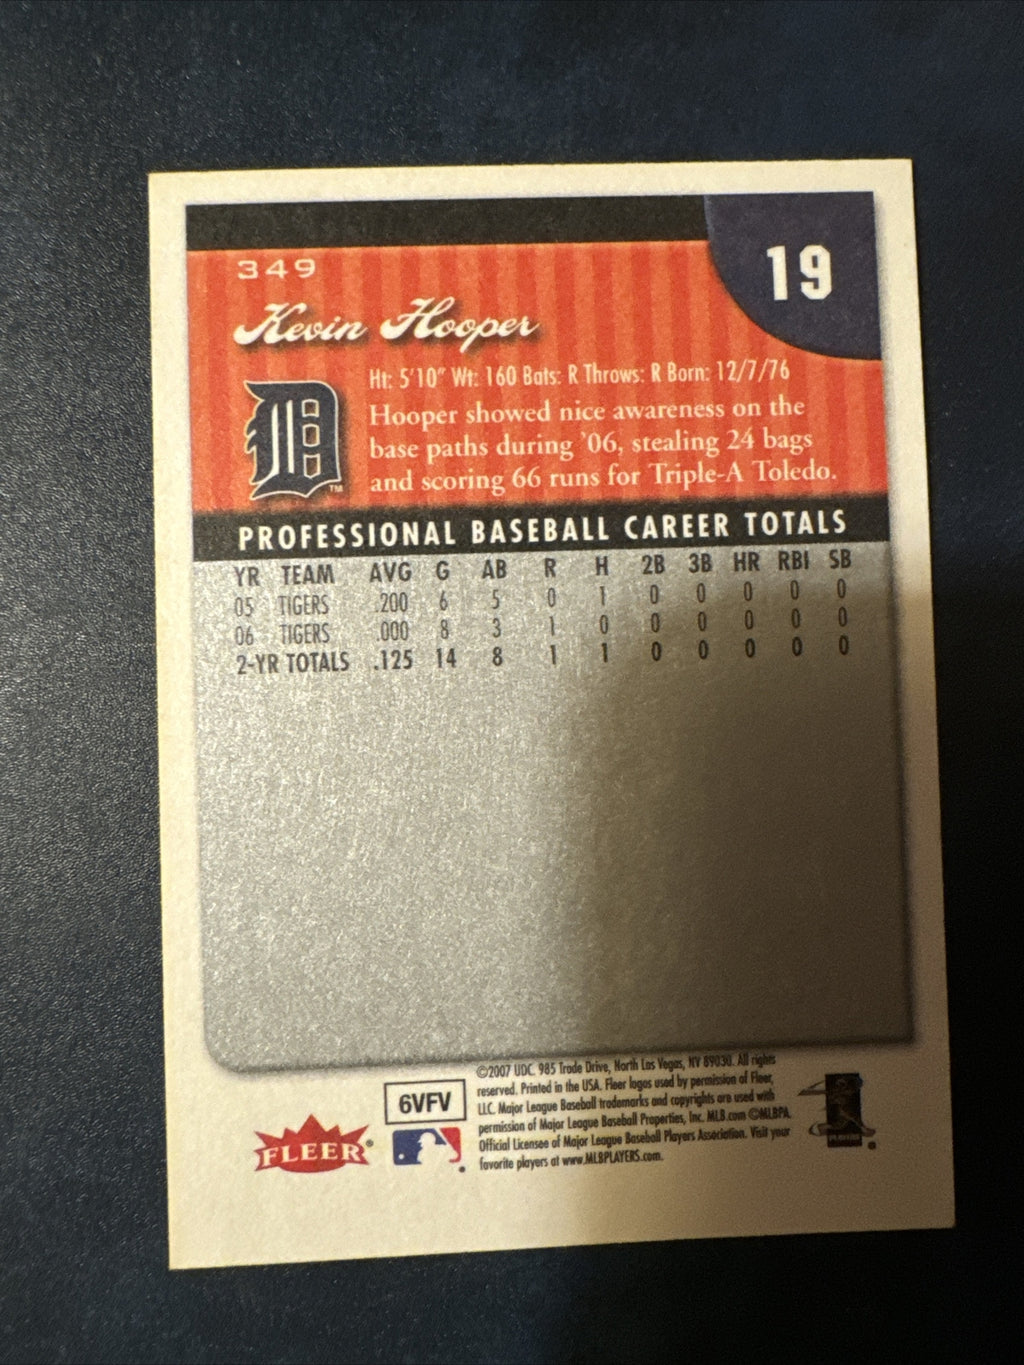 19
349
Kevin Hooper
Ht: 5'10" Wt: 160 Bats: R Throws: R Born: 12/7/76
Hooper showed nice awareness on the
base paths during '06, stealing 24 bags
and scoring 66 runs for Triple-A Toledo.
D
TM
PROFESSIONAL BASEBALL CAREER TOTALS
YR TEAM AVG G AB R H 2B 3B HR RBI SB
05 TIGERS .200 6 5 0 1 0 0 0 0 0
06 TIGERS .000 8 3 1 0 0 0 0 0 0
2-YR TOTALS .125 14 8 1 1 0 0 0 0 0
©2007 UDC. 985 Trade Drive, North Las Vegas, NV 89030. All rights
reserved. Printed in the USA. Fleer logos used by permission of Fleer,
LLC. Major League Baseball trademarks and copyrights are used with
permission of Major League Baseball Properties, Inc. MLB.com ©MLBPA.
Official Licensee of Major League Baseball Players Association. Visit your
favorite players at www.MLBPLAYERS.com.
6VFV
FLEER®